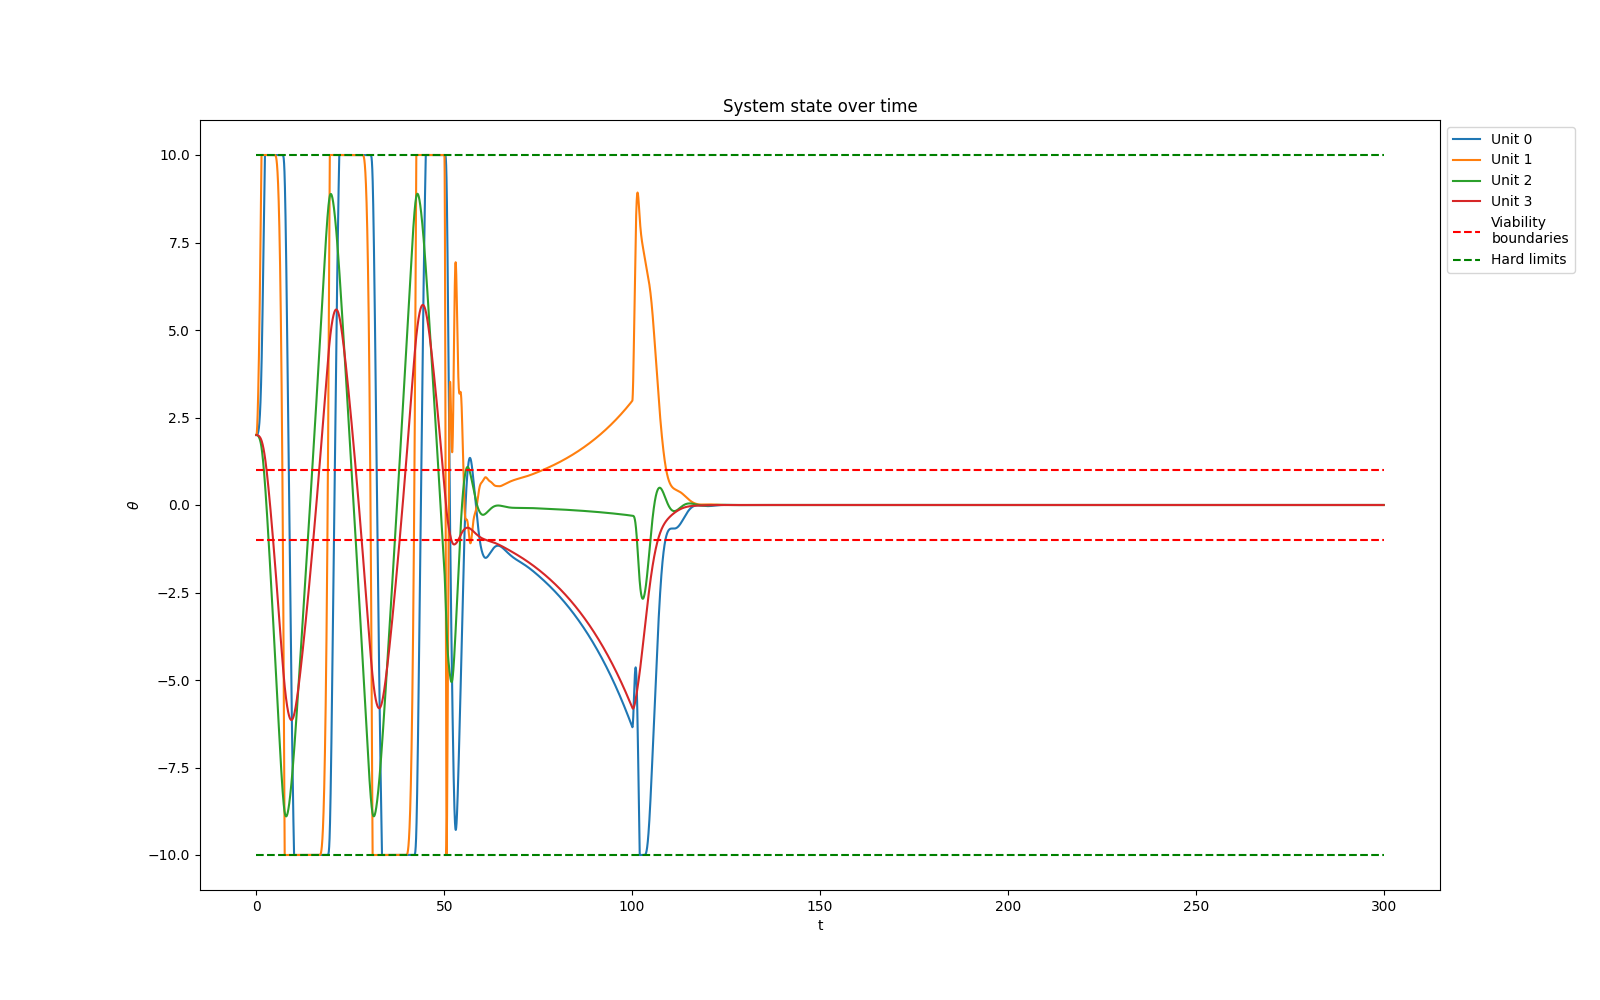 System state over time
10.0
7.5
5.0
2.5
0.0
−2.5
−5.0
−7.5
−10.0
θ
0 50 100 150 200 250 300
t
Unit 0
Unit 1
Unit 2
Unit 3
Viability
boundaries
Hard limits